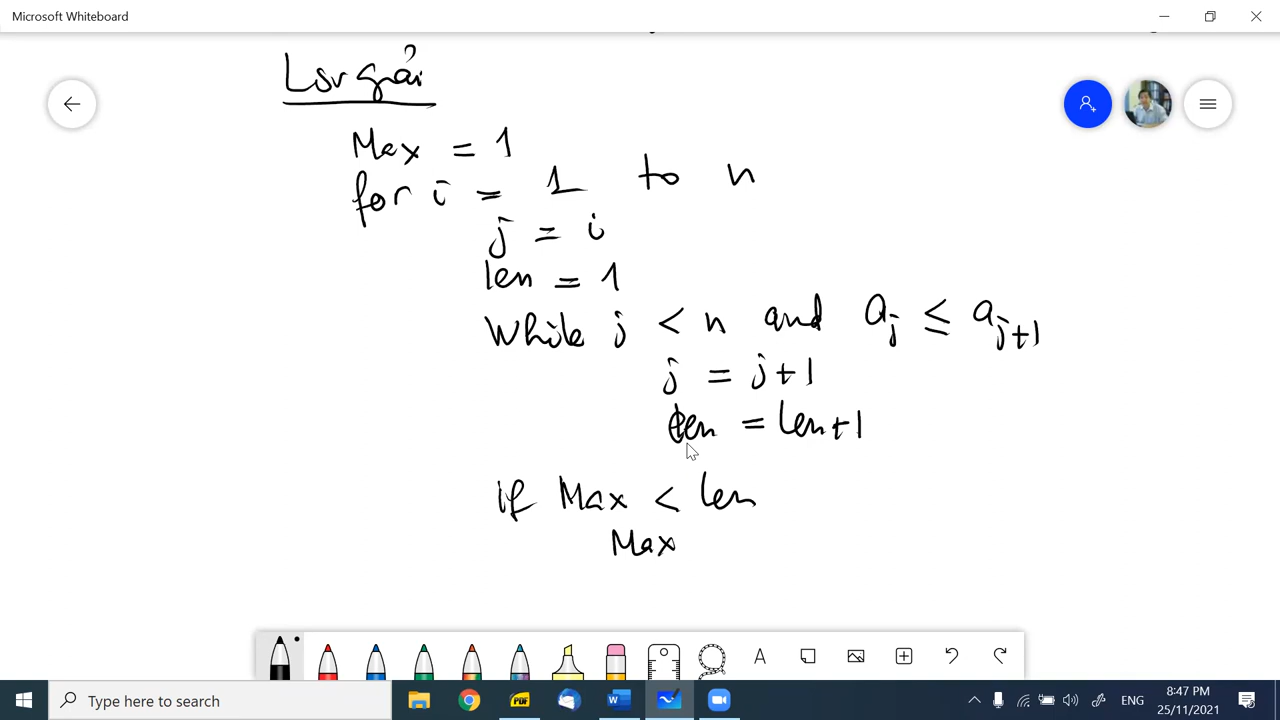 Microsoft Whiteboard
Lời giải
Max = 1
for i = 1 to n
j = i
len = 1
While j < n and aj ≤ aj+1
j = j+1
len = len+1
if Max < len
Max
Type here to search
PDF
ENG
8:47 PM
25/11/2021